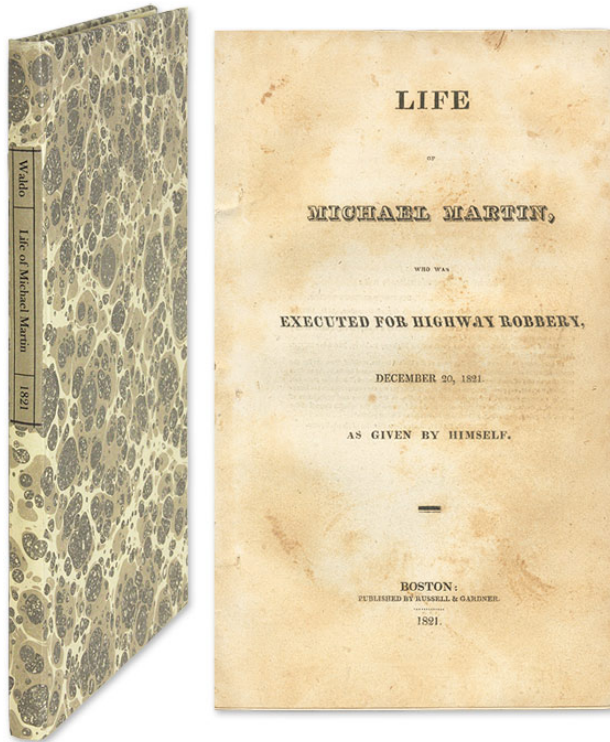 Waldo
Life of Michael Martin
1821
LIFE
OF
MICHAEL MARTIN,
WHO WAS
EXECUTED FOR HIGHWAY ROBBERY,
DECEMBER 20, 1821
AS GIVEN BY HIMSELF.
BOSTON:
PUBLISHED BY RUSSELL & GARDNER.
1821.